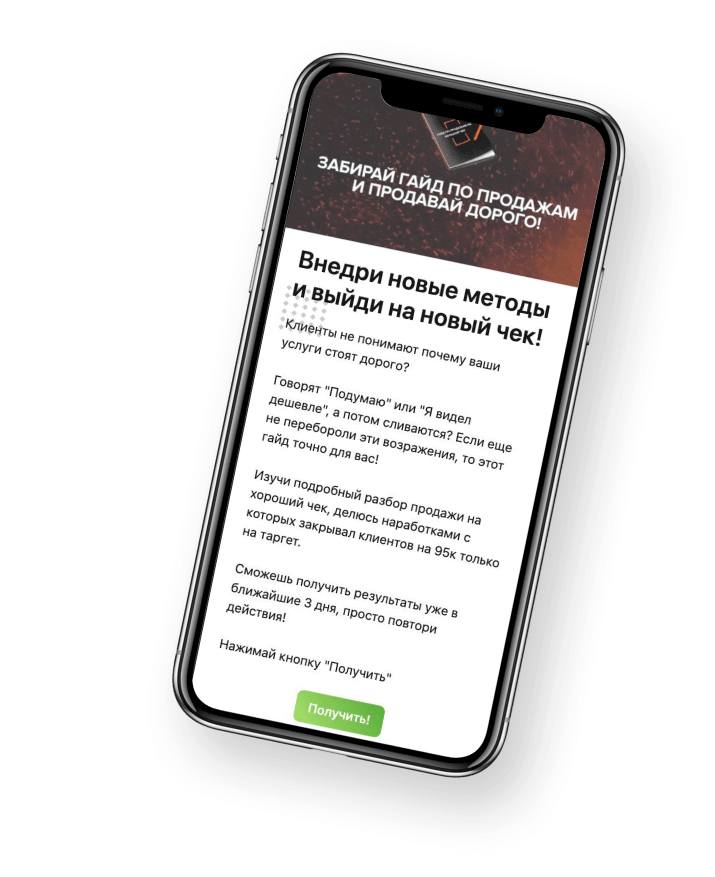 ЗАБИРАЙ ГАЙД ПО ПРОДАЖАМ
И ПРОДАВАЙ ДОРОГО!
Внедри новые методы
и выйди на новый чек!
Клиенты не понимают почему ваши
услуги стоят дорого?
Говорят "Подумаю" или "Я видел
дешевле", а потом сливаются? Если еще
не перебороли эти возражения, то этот
гайд точно для вас!
Изучи подробный разбор продажи на
хороший чек, делюсь наработками с
которых закрывал клиентов на 95к только
на таргет.
Сможешь получить результаты уже в
ближайшие 3 дня, просто повтори
действия!
Нажимай кнопку "Получить"
Получить!